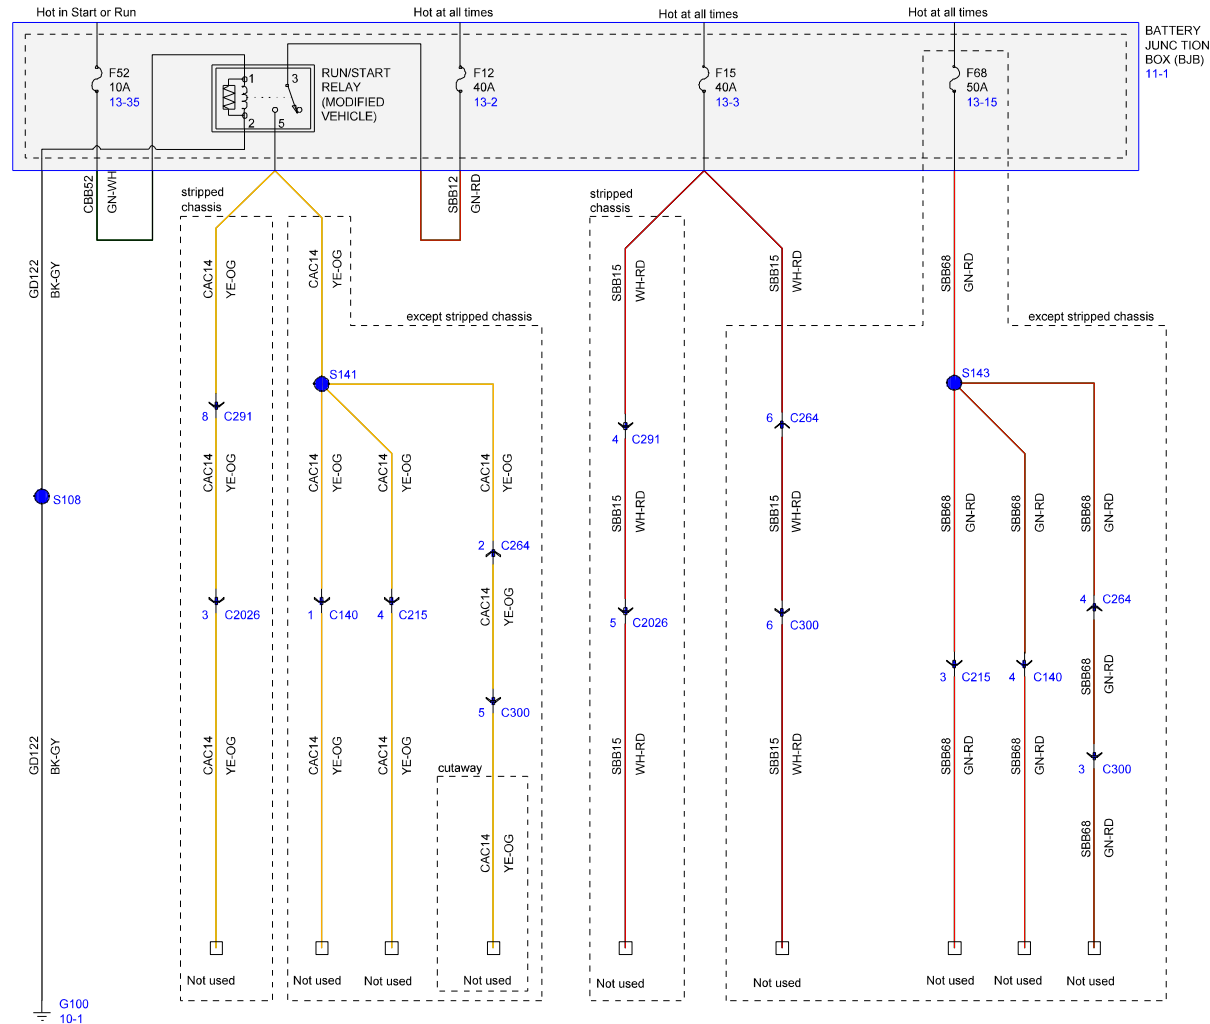 Hot in Start or Run
Hot at all times
Hot at all times
Hot at all times
BATTERY
JUNC TION
BOX (BJB)
11-1
F52
10A
13-35
1
3
2
5
RUN/START
RELAY
(MODIFIED
VEHICLE)
F12
40A
13-2
F15
40A
13-3
F68
50A
13-15
CBB52
GN-WH
SBB12
GN-RD
stripped
chassis
stripped
chassis
GD122
BK-GY
CAC14
YE-OG
CAC14
YE-OG
SBB15
WH-RD
SBB15
WH-RD
SBB68
GN-RD
except stripped chassis
except stripped chassis
S141
S143
8 C291
4 C291
6 C264
CAC14
YE-OG
CAC14
YE-OG
CAC14
YE-OG
CAC14
YE-OG
S108
SBB15
WH-RD
SBB15
WH-RD
SBB68
GN-RD
SBB68
GN-RD
SBB68
GN-RD
2 C264
CAC14
YE-OG
4 C264
3 C2026
1 C140
4 C215
5 C2026
6 C300
3 C215
4 C140
SBB68
GN-RD
5 C300
GD122
BK-GY
CAC14
YE-OG
CAC14
YE-OG
CAC14
YE-OG
SBB15
WH-RD
SBB15
WH-RD
SBB68
GN-RD
SBB68
GN-RD
3 C300
cutaway
CAC14
YE-OG
SBB68
GN-RD
Not used
Not used
Not used
Not used
Not used
Not used
Not used
Not used
Not used
G100
10-1